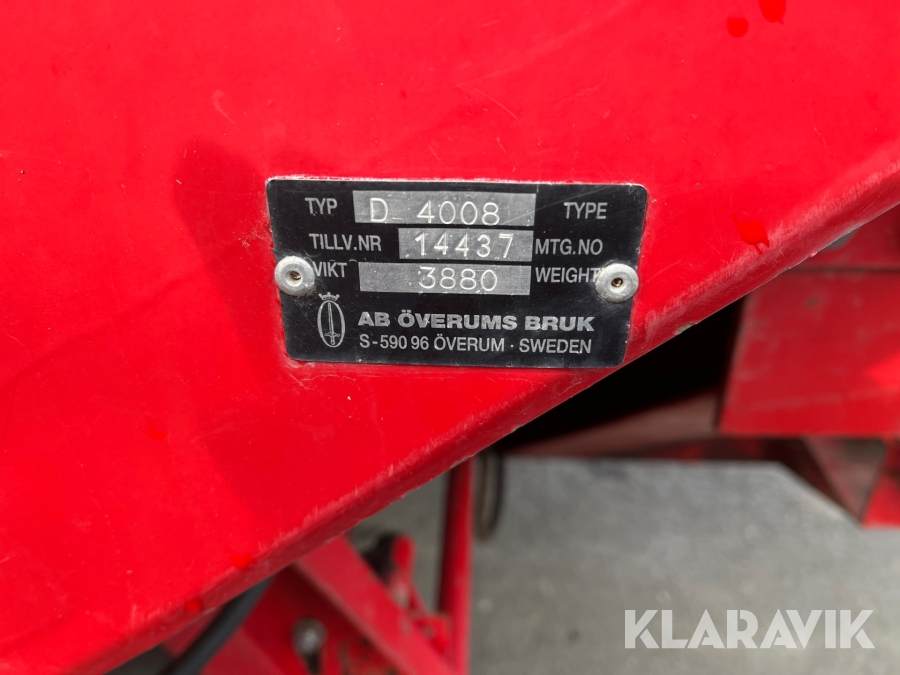 TYP D 4008 TYPE
TILLV.NR 14437 MTG.NO
VIKT 3880 WEIGHT
AB ÖVERUMS BRUK
S-590 96 ÖVERUM · SWEDEN
KLARAVIK